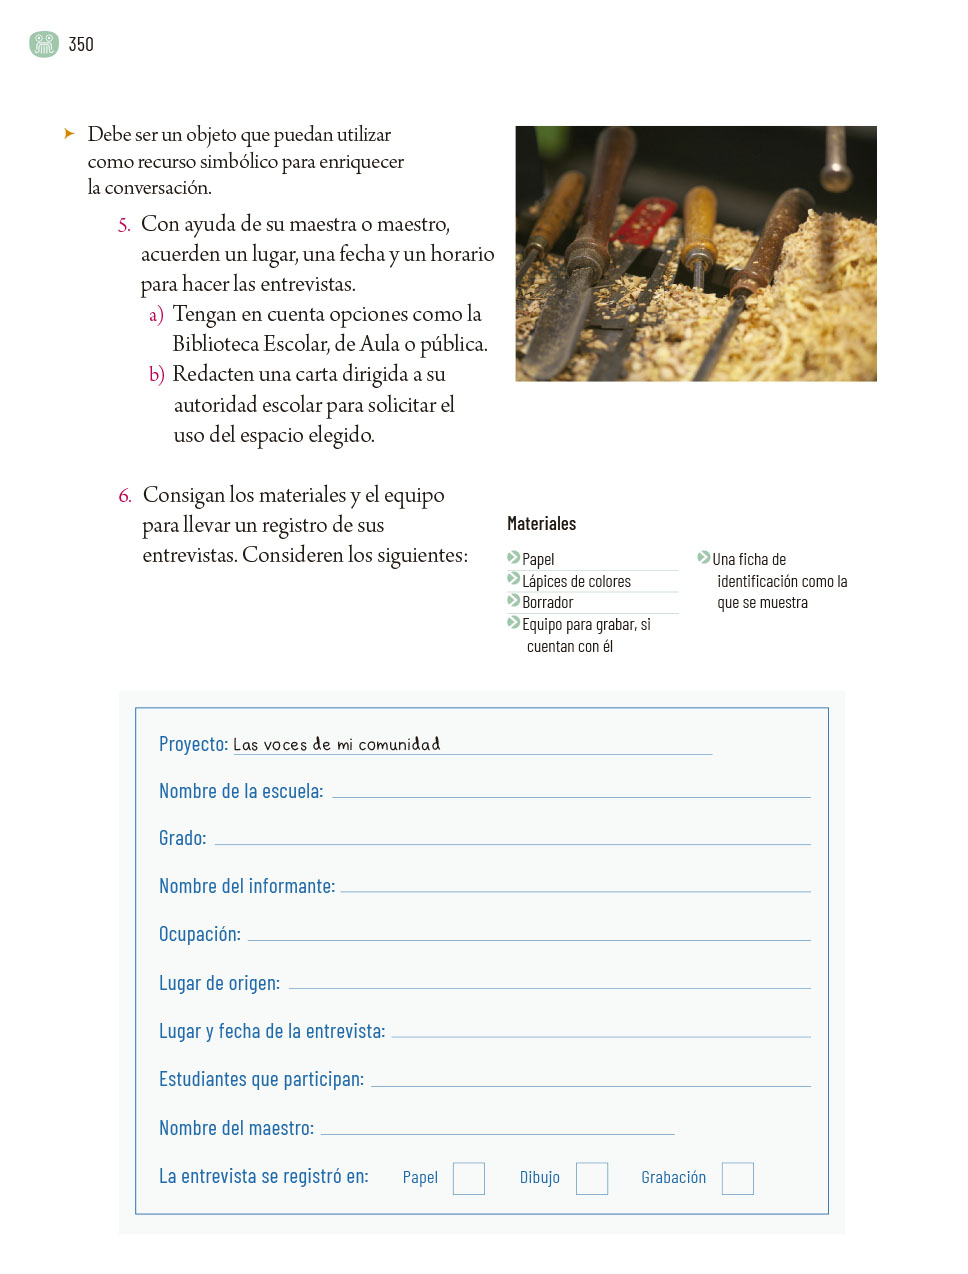 350
Debe ser un objeto que puedan utilizar
como recurso simbólico para enriquecer
la conversación.
5. Con ayuda de su maestra o maestro,
acuerden un lugar, una fecha y un horario
para hacer las entrevistas.
a) Tengan en cuenta opciones como la
Biblioteca Escolar, de Aula o pública.
b) Redacten una carta dirigida a su
autoridad escolar para solicitar el
uso del espacio elegido.
6. Consigan los materiales y el equipo
para llevar un registro de sus
entrevistas. Consideren los siguientes:
Materiales
Papel
Lápices de colores
Borrador
Equipo para grabar, si
cuentan con él
Una ficha de
identificación como la
que se muestra
Proyecto: Las voces de mi comunidad
Nombre de la escuela:
Grado:
Nombre del informante:
Ocupación:
Lugar de origen:
Lugar y fecha de la entrevista:
Estudiantes que participan:
Nombre del maestro:
La entrevista se registró en: Papel Dibujo Grabación